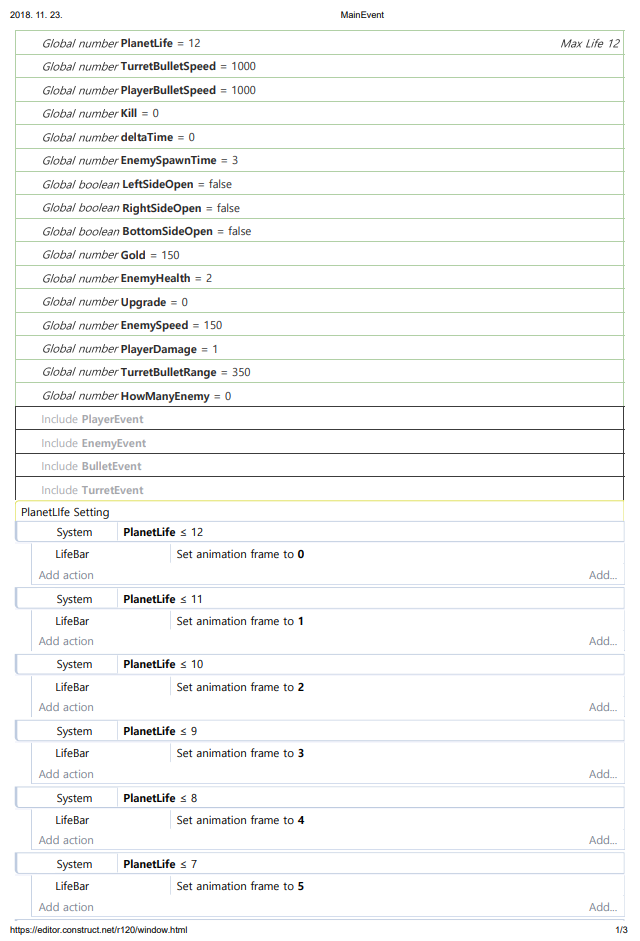 2018. 11. 23. MainEvent
Global number PlanetLife = 12 Max Life 12
Global number TurretBulletSpeed = 1000
Global number PlayerBulletSpeed = 1000
Global number Kill = 0
Global number deltaTime = 0
Global number EnemySpawnTime = 3
Global boolean LeftSideOpen = false
Global boolean RightSideOpen = false
Global boolean BottomSideOpen = false
Global number Gold = 150
Global number EnemyHealth = 2
Global number Upgrade = 0
Global number EnemySpeed = 150
Global number PlayerDamage = 1
Global number TurretBulletRange = 350
Global number HowManyEnemy = 0
Include PlayerEvent
Include EnemyEvent
Include BulletEvent
Include TurretEvent
PlanetLIfe Setting
System PlanetLife ≤ 12
LifeBar Set animation frame to 0
Add action Add...
System PlanetLife ≤ 11
LifeBar Set animation frame to 1
Add action Add...
System PlanetLife ≤ 10
LifeBar Set animation frame to 2
Add action Add...
System PlanetLife ≤ 9
LifeBar Set animation frame to 3
Add action Add...
System PlanetLife ≤ 8
LifeBar Set animation frame to 4
Add action Add...
System PlanetLife ≤ 7
LifeBar Set animation frame to 5
Add action Add...
https://editor.construct.net/r120/window.html 1/3